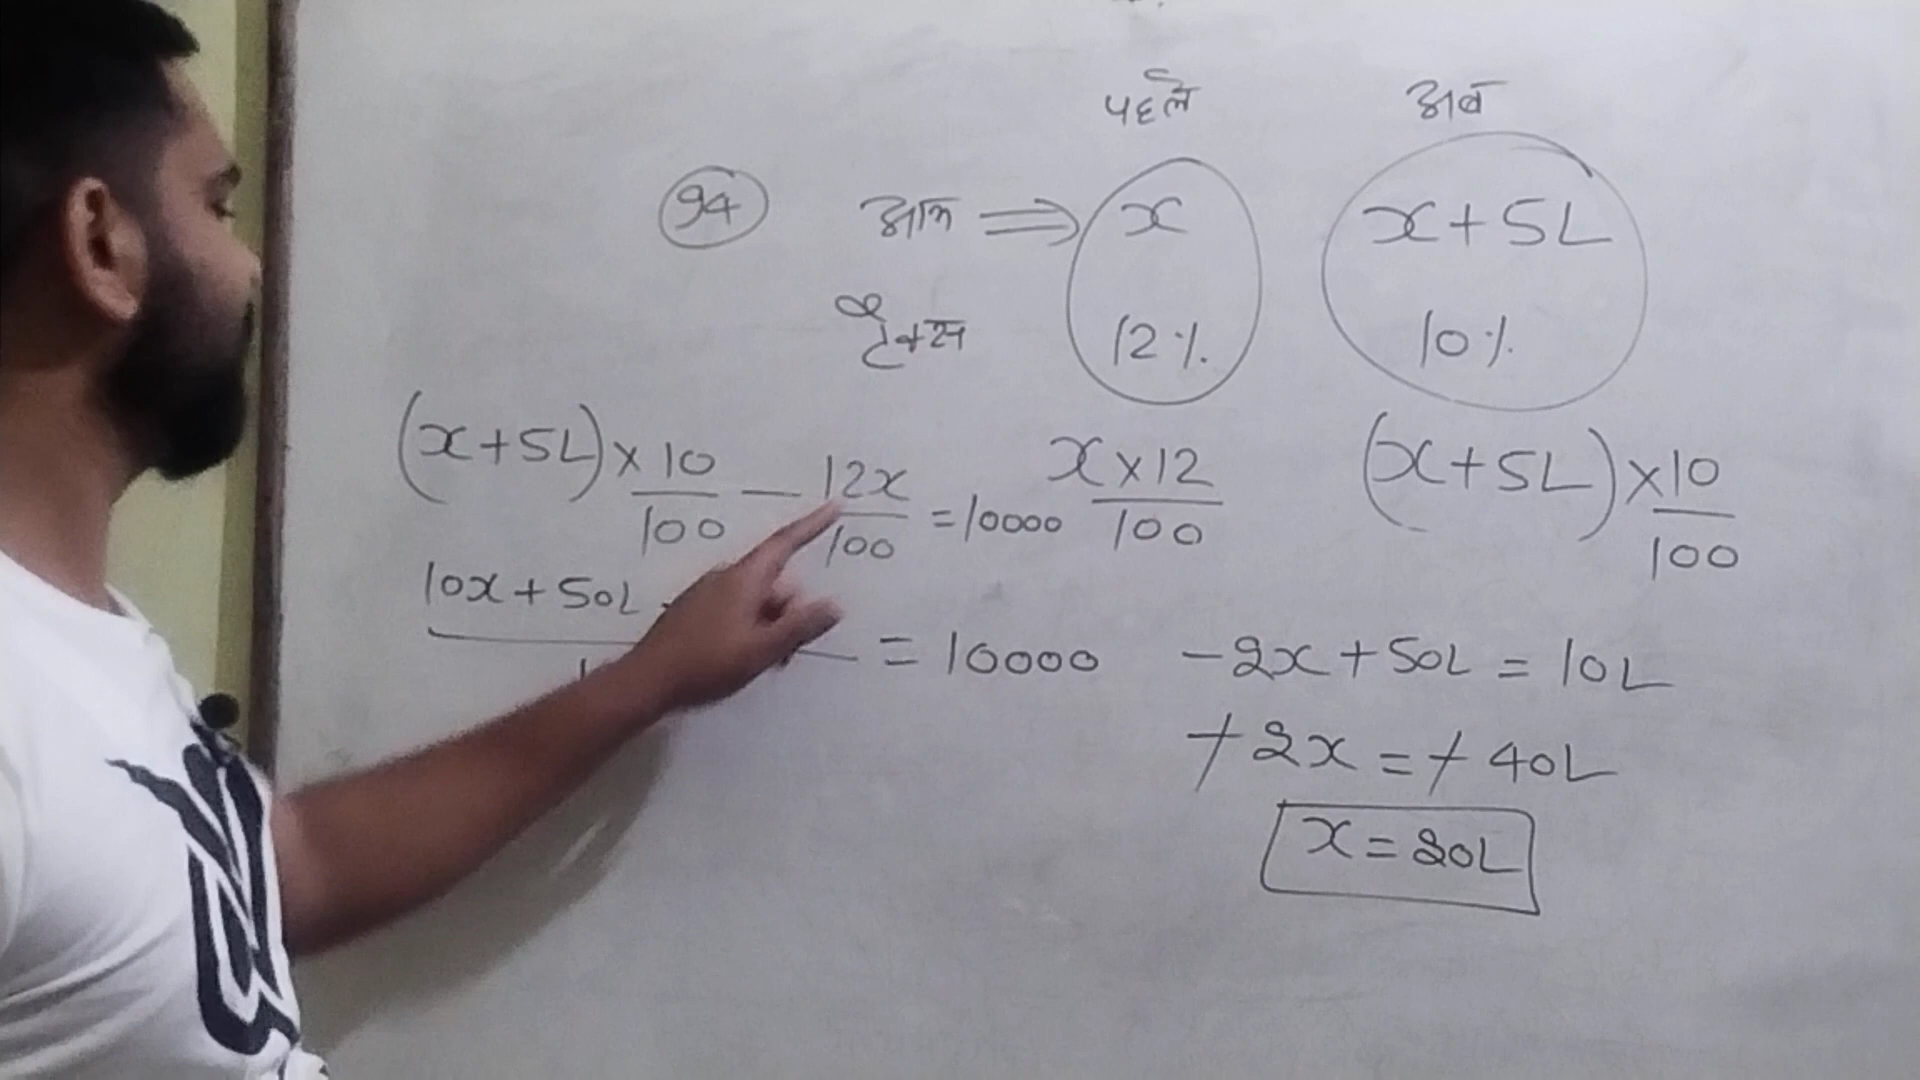 पहले अब
94 आय ⇒ x x+5L
टैक्स 12% 10%
(x+5L)×10/100 − 12x/100 = 10000
x×12/100
(x+5L)×10/100
10x+50L = 10000
−2x+50L = 10L
−2x = −40L
x = 20L